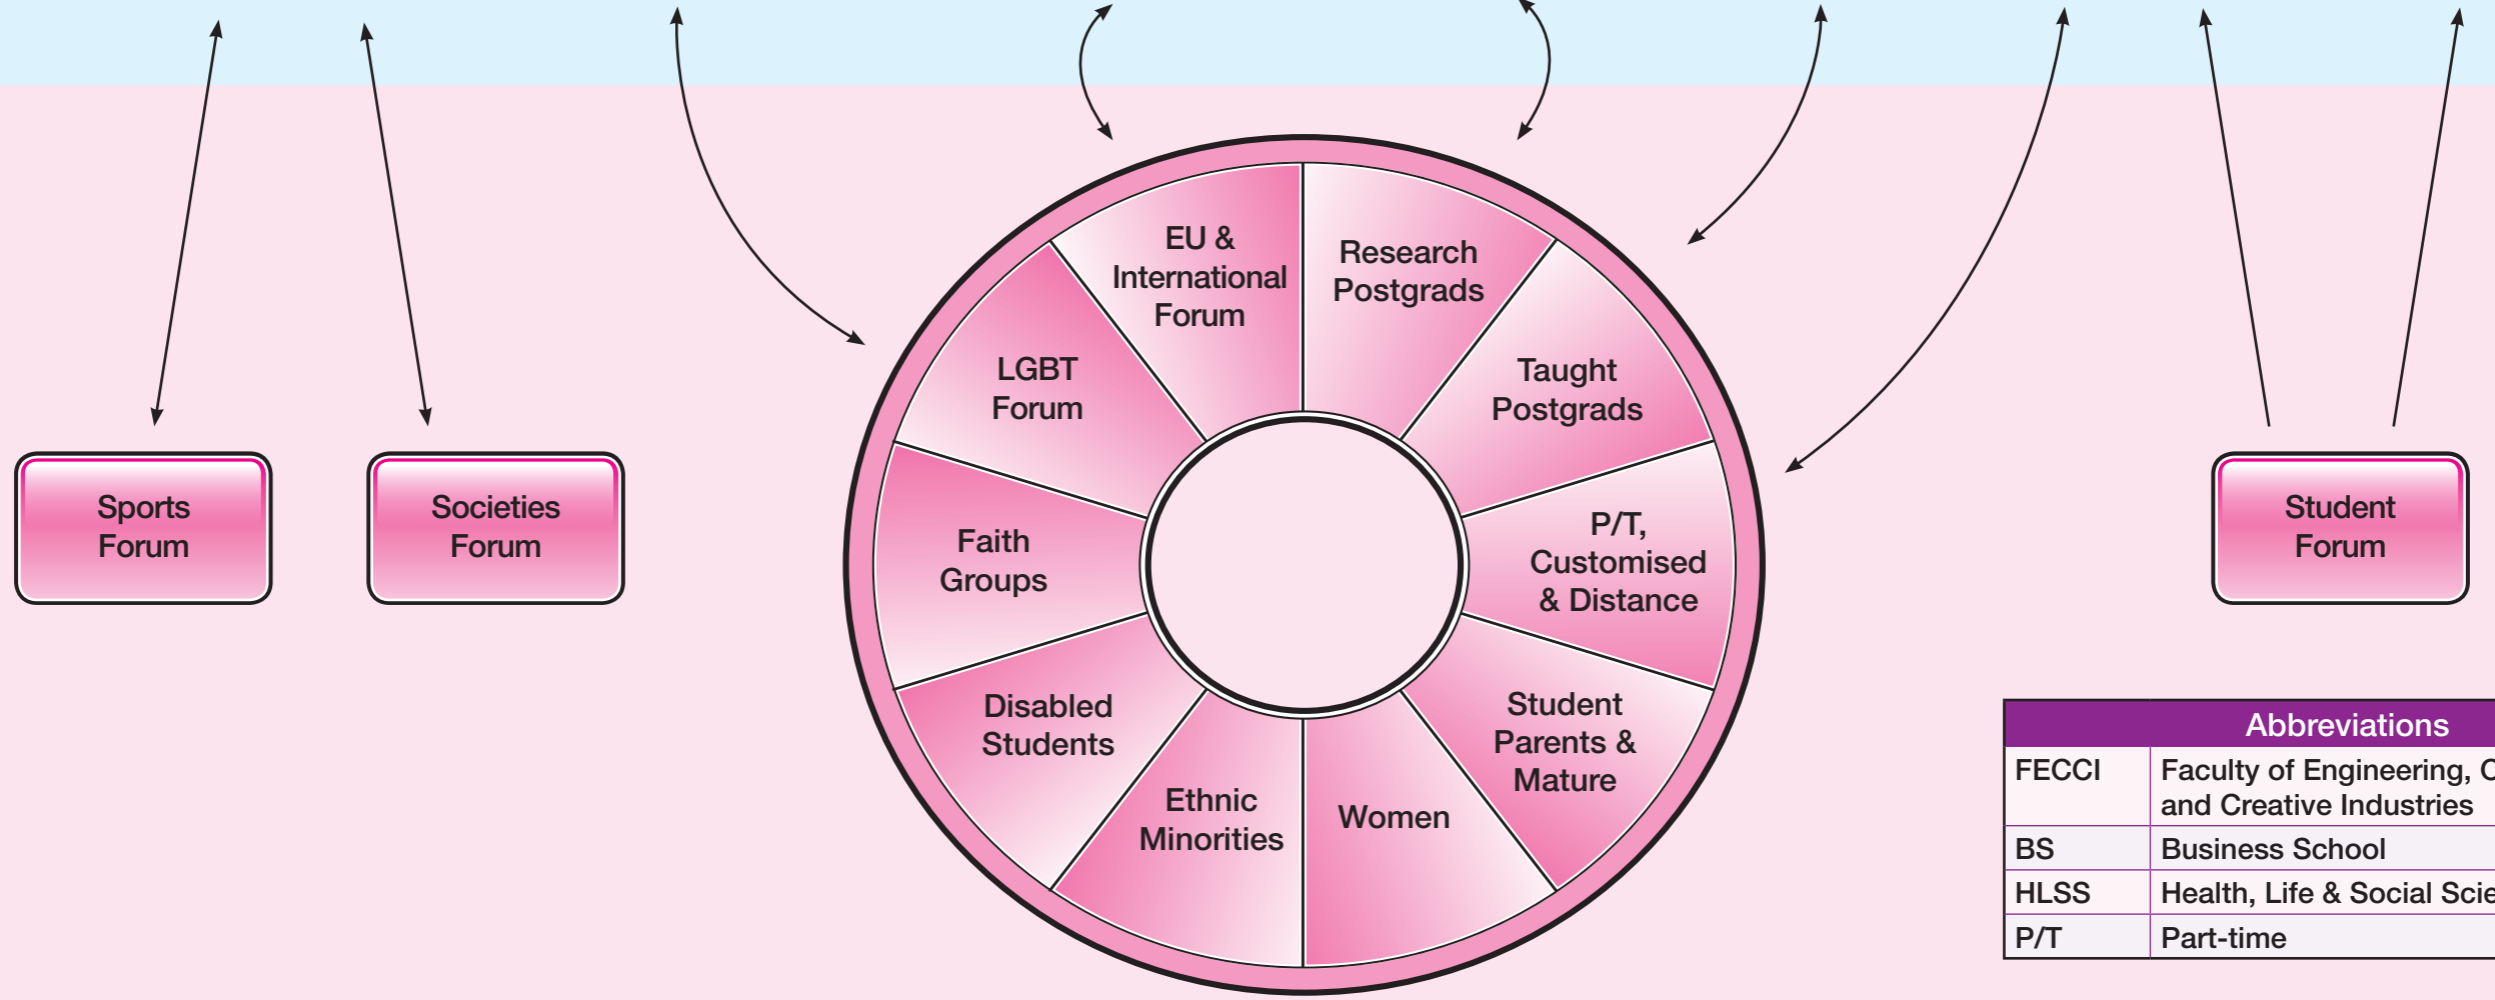 Sports
Forum
Societies
Forum
EU &
International
Forum
Research
Postgrads
Taught
Postgrads
P/T,
Customised
& Distance
Student
Parents &
Mature
Women
Ethnic
Minorities
Disabled
Students
Faith
Groups
LGBT
Forum
Student
Forum
Abbreviations
FECCI Faculty of Engineering,
and Creative Industries
BS Business School
HLSS Health, Life & Social
P/T Part-time